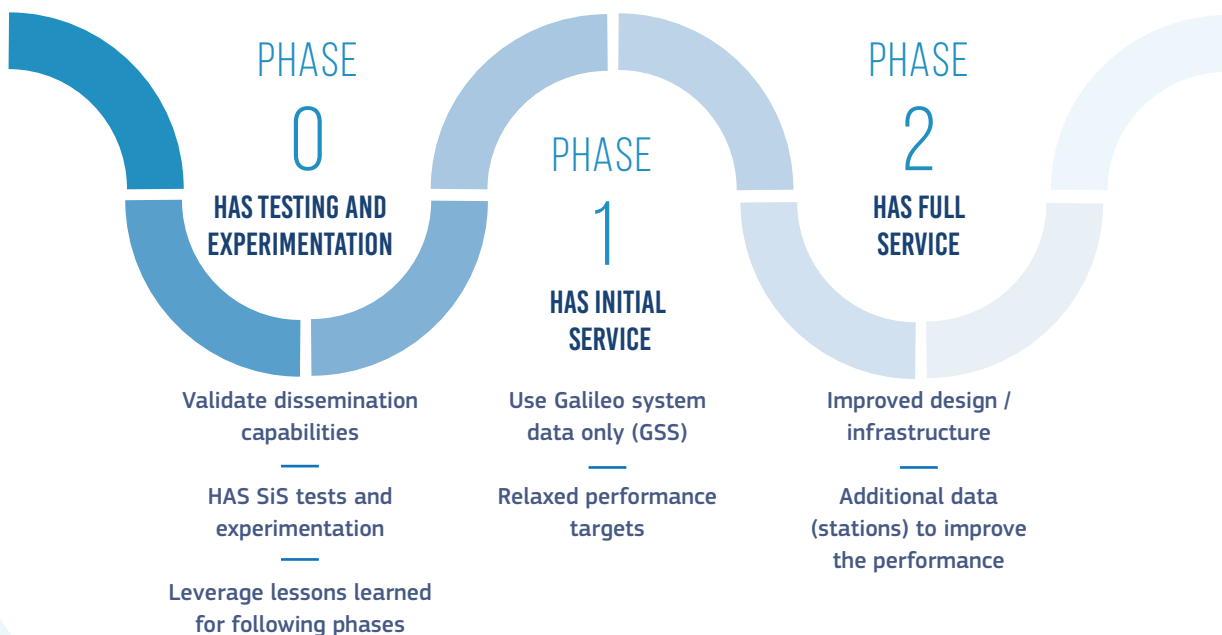 PHASE
0
HAS TESTING AND
EXPERIMENTATION
Validate dissemination
capabilities
HAS SiS tests and
experimentation
Leverage lessons learned
for following phases
PHASE
1
HAS INITIAL
SERVICE
Use Galileo system
data only (GSS)
Relaxed performance
targets
PHASE
2
HAS FULL
SERVICE
Improved design /
infrastructure
Additional data
(stations) to improve
the performance